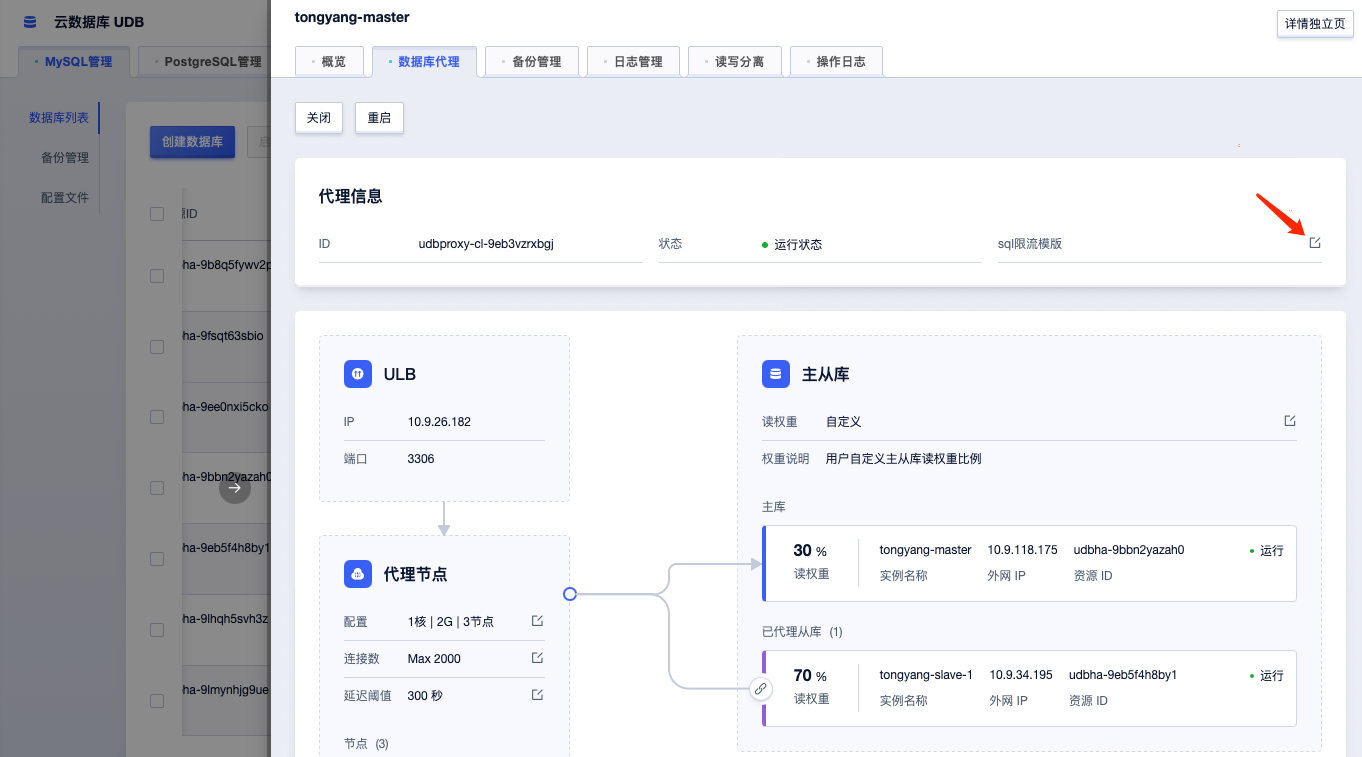 云数据库 UDB
MySQL管理
PostgreSQL管理
数据库列表
备份管理
配置文件
创建数据库
启
源ID
ha-9b8q5fywv2p
ha-9fsqt63sbio
ha-9ee0nxi5cko
ha-9bbn2yazah0
ha-9eb5f4h8by1
ha-9lhqh5svh3z
ha-9lmynhjg9ue
tongyang-master
详情独立页
概览
数据库代理
备份管理
日志管理
读写分离
操作日志
关闭
重启
代理信息
ID udbproxy-cl-9eb3vzrxbgj
状态 运行状态
sql限流模版
ULB
IP 10.9.26.182
端口 3306
代理节点
配置 1核 | 2G | 3节点
连接数 Max 2000
延迟阈值 300 秒
节点 (3)
主从库
读权重 自定义
权重说明 用户自定义主从库读权重比例
主库
30 % tongyang-master 10.9.118.175 udbha-9bbn2yazah0 运行
读权重 实例名称 外网 IP 资源 ID
已代理从库 (1)
70 % tongyang-slave-1 10.9.34.195 udbha-9eb5f4h8by1 运行
读权重 实例名称 外网 IP 资源 ID